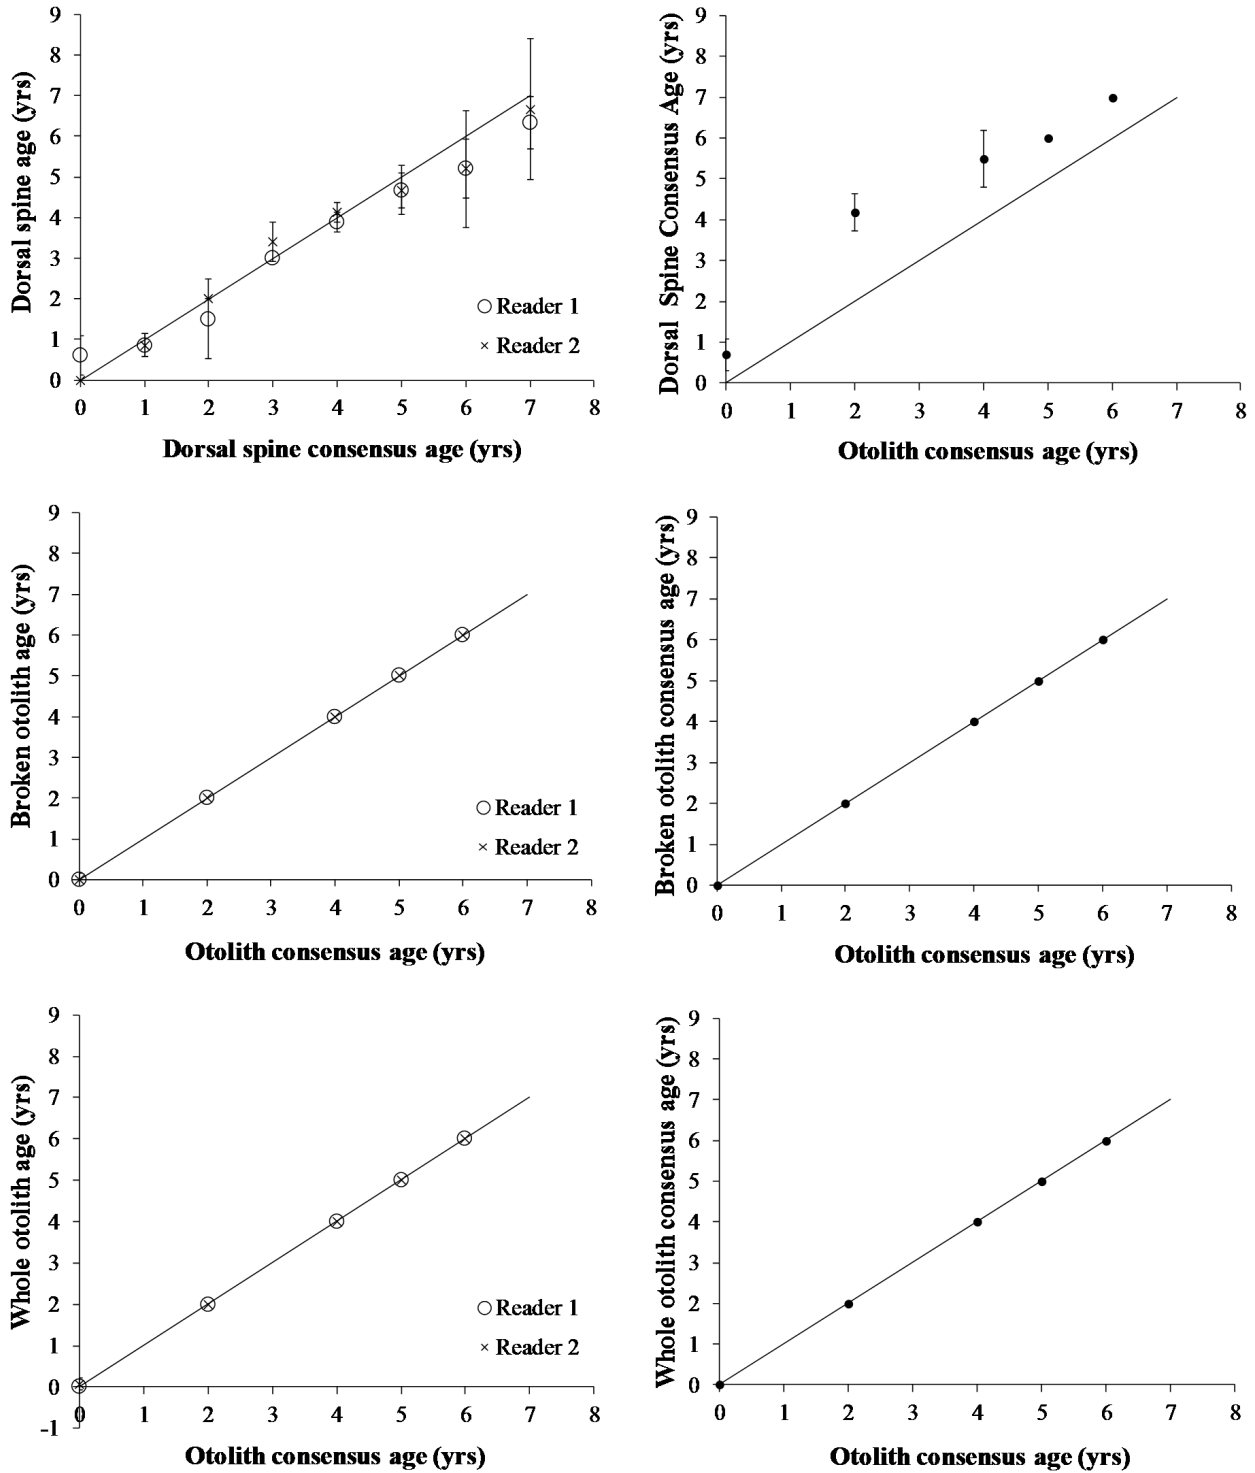 Dorsal spine age (yrs)
9
8
7
6
5
4
3
2
1
0
0 1 2 3 4 5 6 7 8
Reader 1
Reader 2
Dorsal spine consensus age (yrs)
Dorsal Spine Consensus Age (yrs)
9
8
7
6
5
4
3
2
1
0
0 1 2 3 4 5 6 7 8
Otolith consensus age (yrs)
Broken otolith age (yrs)
9
8
7
6
5
4
3
2
1
0
0 1 2 3 4 5 6 7 8
Reader 1
Reader 2
Otolith consensus age (yrs)
Broken otolith consensus age (yrs)
9
8
7
6
5
4
3
2
1
0
0 1 2 3 4 5 6 7 8
Otolith consensus age (yrs)
Whole otolith age (yrs)
9
8
7
6
5
4
3
2
1
0
-1
0 1 2 3 4 5 6 7 8
Reader 1
Reader 2
Otolith consensus age (yrs)
Whole otolith consensus age (yrs)
9
8
7
6
5
4
3
2
1
0
0 1 2 3 4 5 6 7 8
Otolith consensus age (yrs)